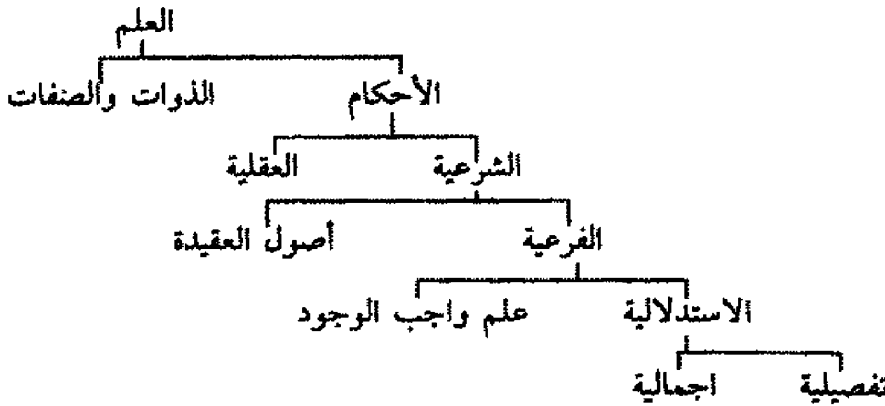 العلم
الأحكام الذوات والصفات
الشرعية العقلية
الفرعية أصول العقيدة
الاستدلالية علم واجب الوجود
تفصيلية اجمالية